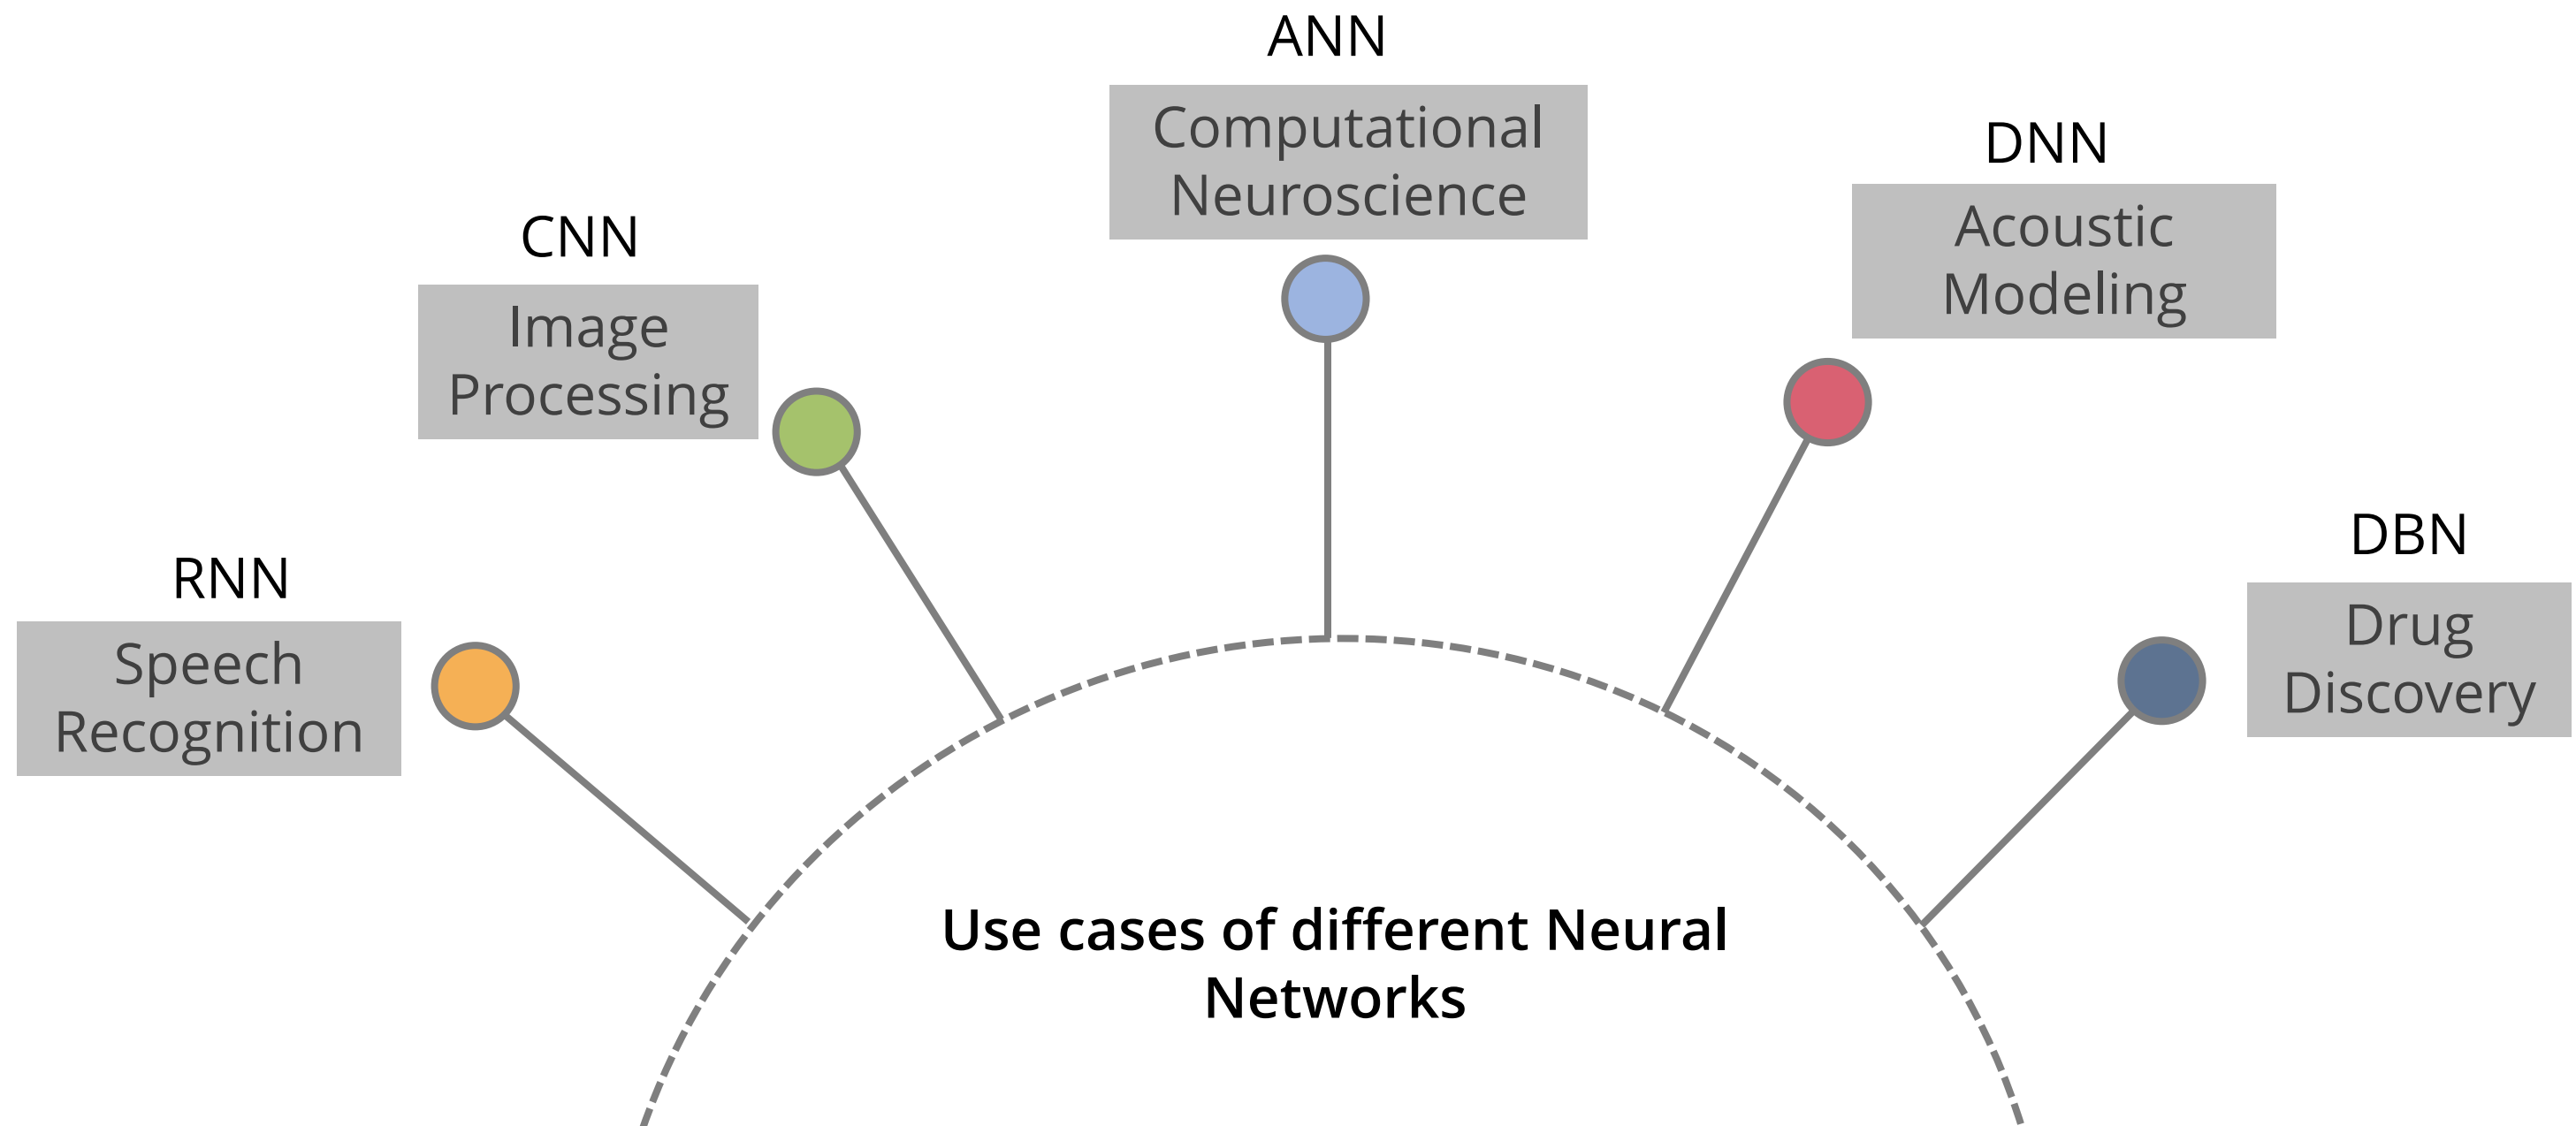 RNN
Speech
Recognition
CNN
Image
Processing
ANN
Computational
Neuroscience
DNN
Acoustic
Modeling
DBN
Drug
Discovery
Use cases of different Neural
Networks